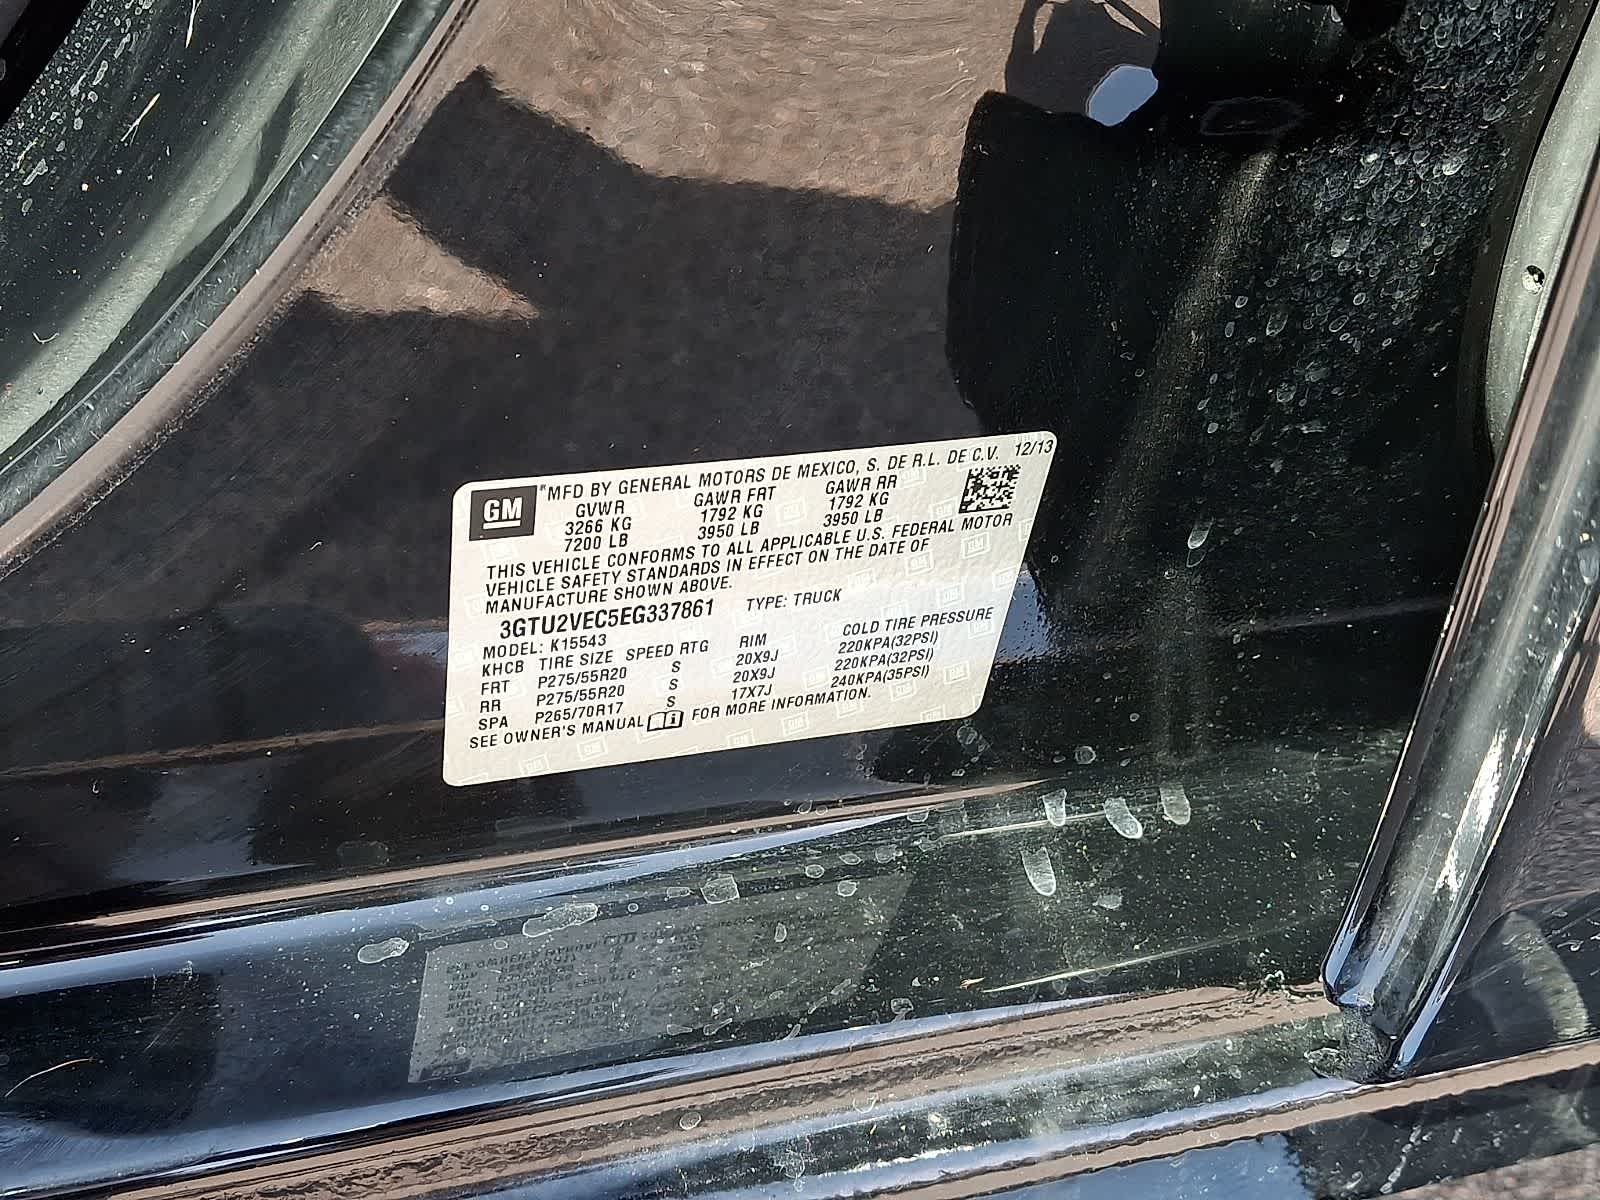 GM
*MFD BY GENERAL MOTORS DE MEXICO, S. DE R.L. DE C.V. 12/13
GVWR GAWR FRT GAWR RR
3266 KG 1792 KG 1792 KG
7200 LB 3950 LB 3950 LB
THIS VEHICLE CONFORMS TO ALL APPLICABLE U.S. FEDERAL MOTOR
VEHICLE SAFETY STANDARDS IN EFFECT ON THE DATE OF
MANUFACTURE SHOWN ABOVE.
3GTU2VEC5EG337861 TYPE: TRUCK
MODEL: K15543
KHCB TIRE SIZE SPEED RTG RIM COLD TIRE PRESSURE
FRT P275/55R20 S 20X9J 220KPA(32PSI)
RR P275/55R20 S 20X9J 220KPA(32PSI)
SPA P265/70R17 S 17X7J 240KPA(35PSI)
SEE OWNER'S MANUAL FOR MORE INFORMATION.